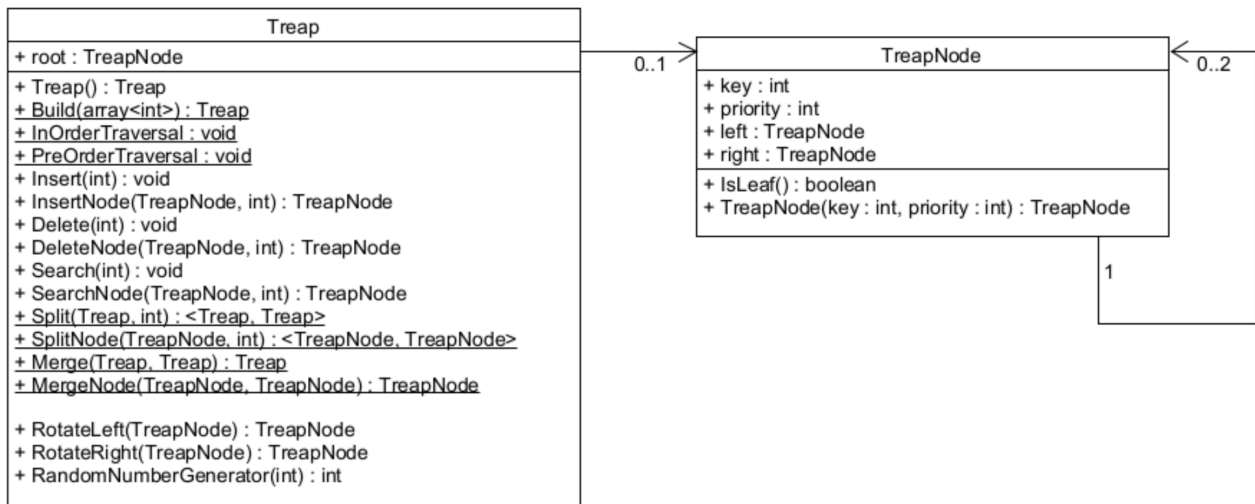 Treap
+ root : TreapNode
+ Treap() : Treap
+ Build(array<int>) : Treap
+ InOrderTraversal : void
+ PreOrderTraversal : void
+ Insert(int) : void
+ InsertNode(TreapNode, int) : TreapNode
+ Delete(int) : void
+ DeleteNode(TreapNode, int) : TreapNode
+ Search(int) : void
+ SearchNode(TreapNode, int) : TreapNode
+ Split(Treap, int) : <Treap, Treap>
+ SplitNode(TreapNode, int) : <TreapNode, TreapNode>
+ Merge(Treap, Treap) : Treap
+ MergeNode(TreapNode, TreapNode) : TreapNode
+ RotateLeft(TreapNode) : TreapNode
+ RotateRight(TreapNode) : TreapNode
+ RandomNumberGenerator(int) : int
0..1
TreapNode
+ key : int
+ priority : int
+ left : TreapNode
+ right : TreapNode
+ IsLeaf() : boolean
+ TreapNode(key : int, priority : int) : TreapNode
0..2
1